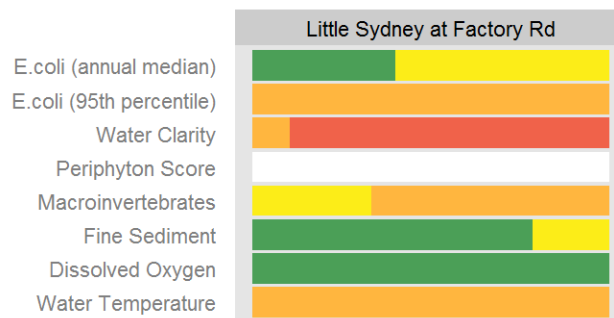 Little Sydney at Factory Rd
E.coli (annual median)
E.coli (95th percentile)
Water Clarity
Periphyton Score
Macroinvertebrates
Fine Sediment
Dissolved Oxygen
Water Temperature